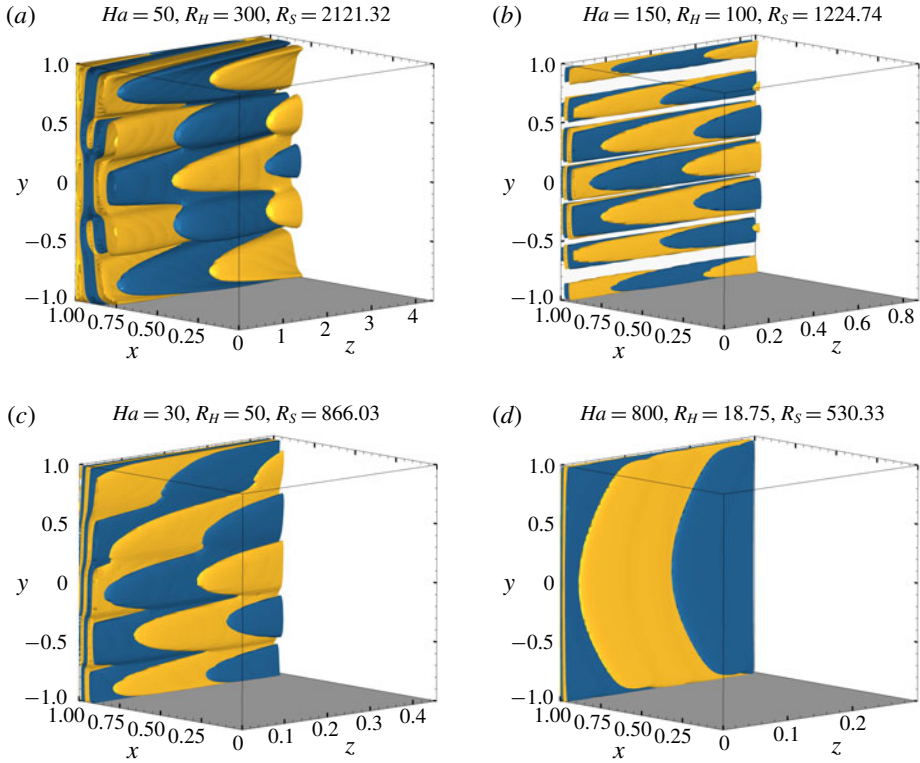 (a) Ha = 50, R_H = 300, R_S = 2121.32
1.0
0.5
y 0
−0.5
−1.0
1.00 0.75 0.50 0.25 0 1 2 3 4
x z
(b) Ha = 150, R_H = 100, R_S = 1224.74
1.0
0.5
y 0
−0.5
−1.0
1.00 0.75 0.50 0.25 0 0.2 0.4 0.6 0.8
x z
(c) Ha = 30, R_H = 50, R_S = 866.03
1.0
0.5
y 0
−0.5
−1.0
1.00 0.75 0.50 0.25 0 0.1 0.2 0.3 0.4
x z
(d) Ha = 800, R_H = 18.75, R_S = 530.33
1.0
0.5
y 0
−0.5
−1.0
1.00 0.75 0.50 0.25 0 0.1 0.2
x z